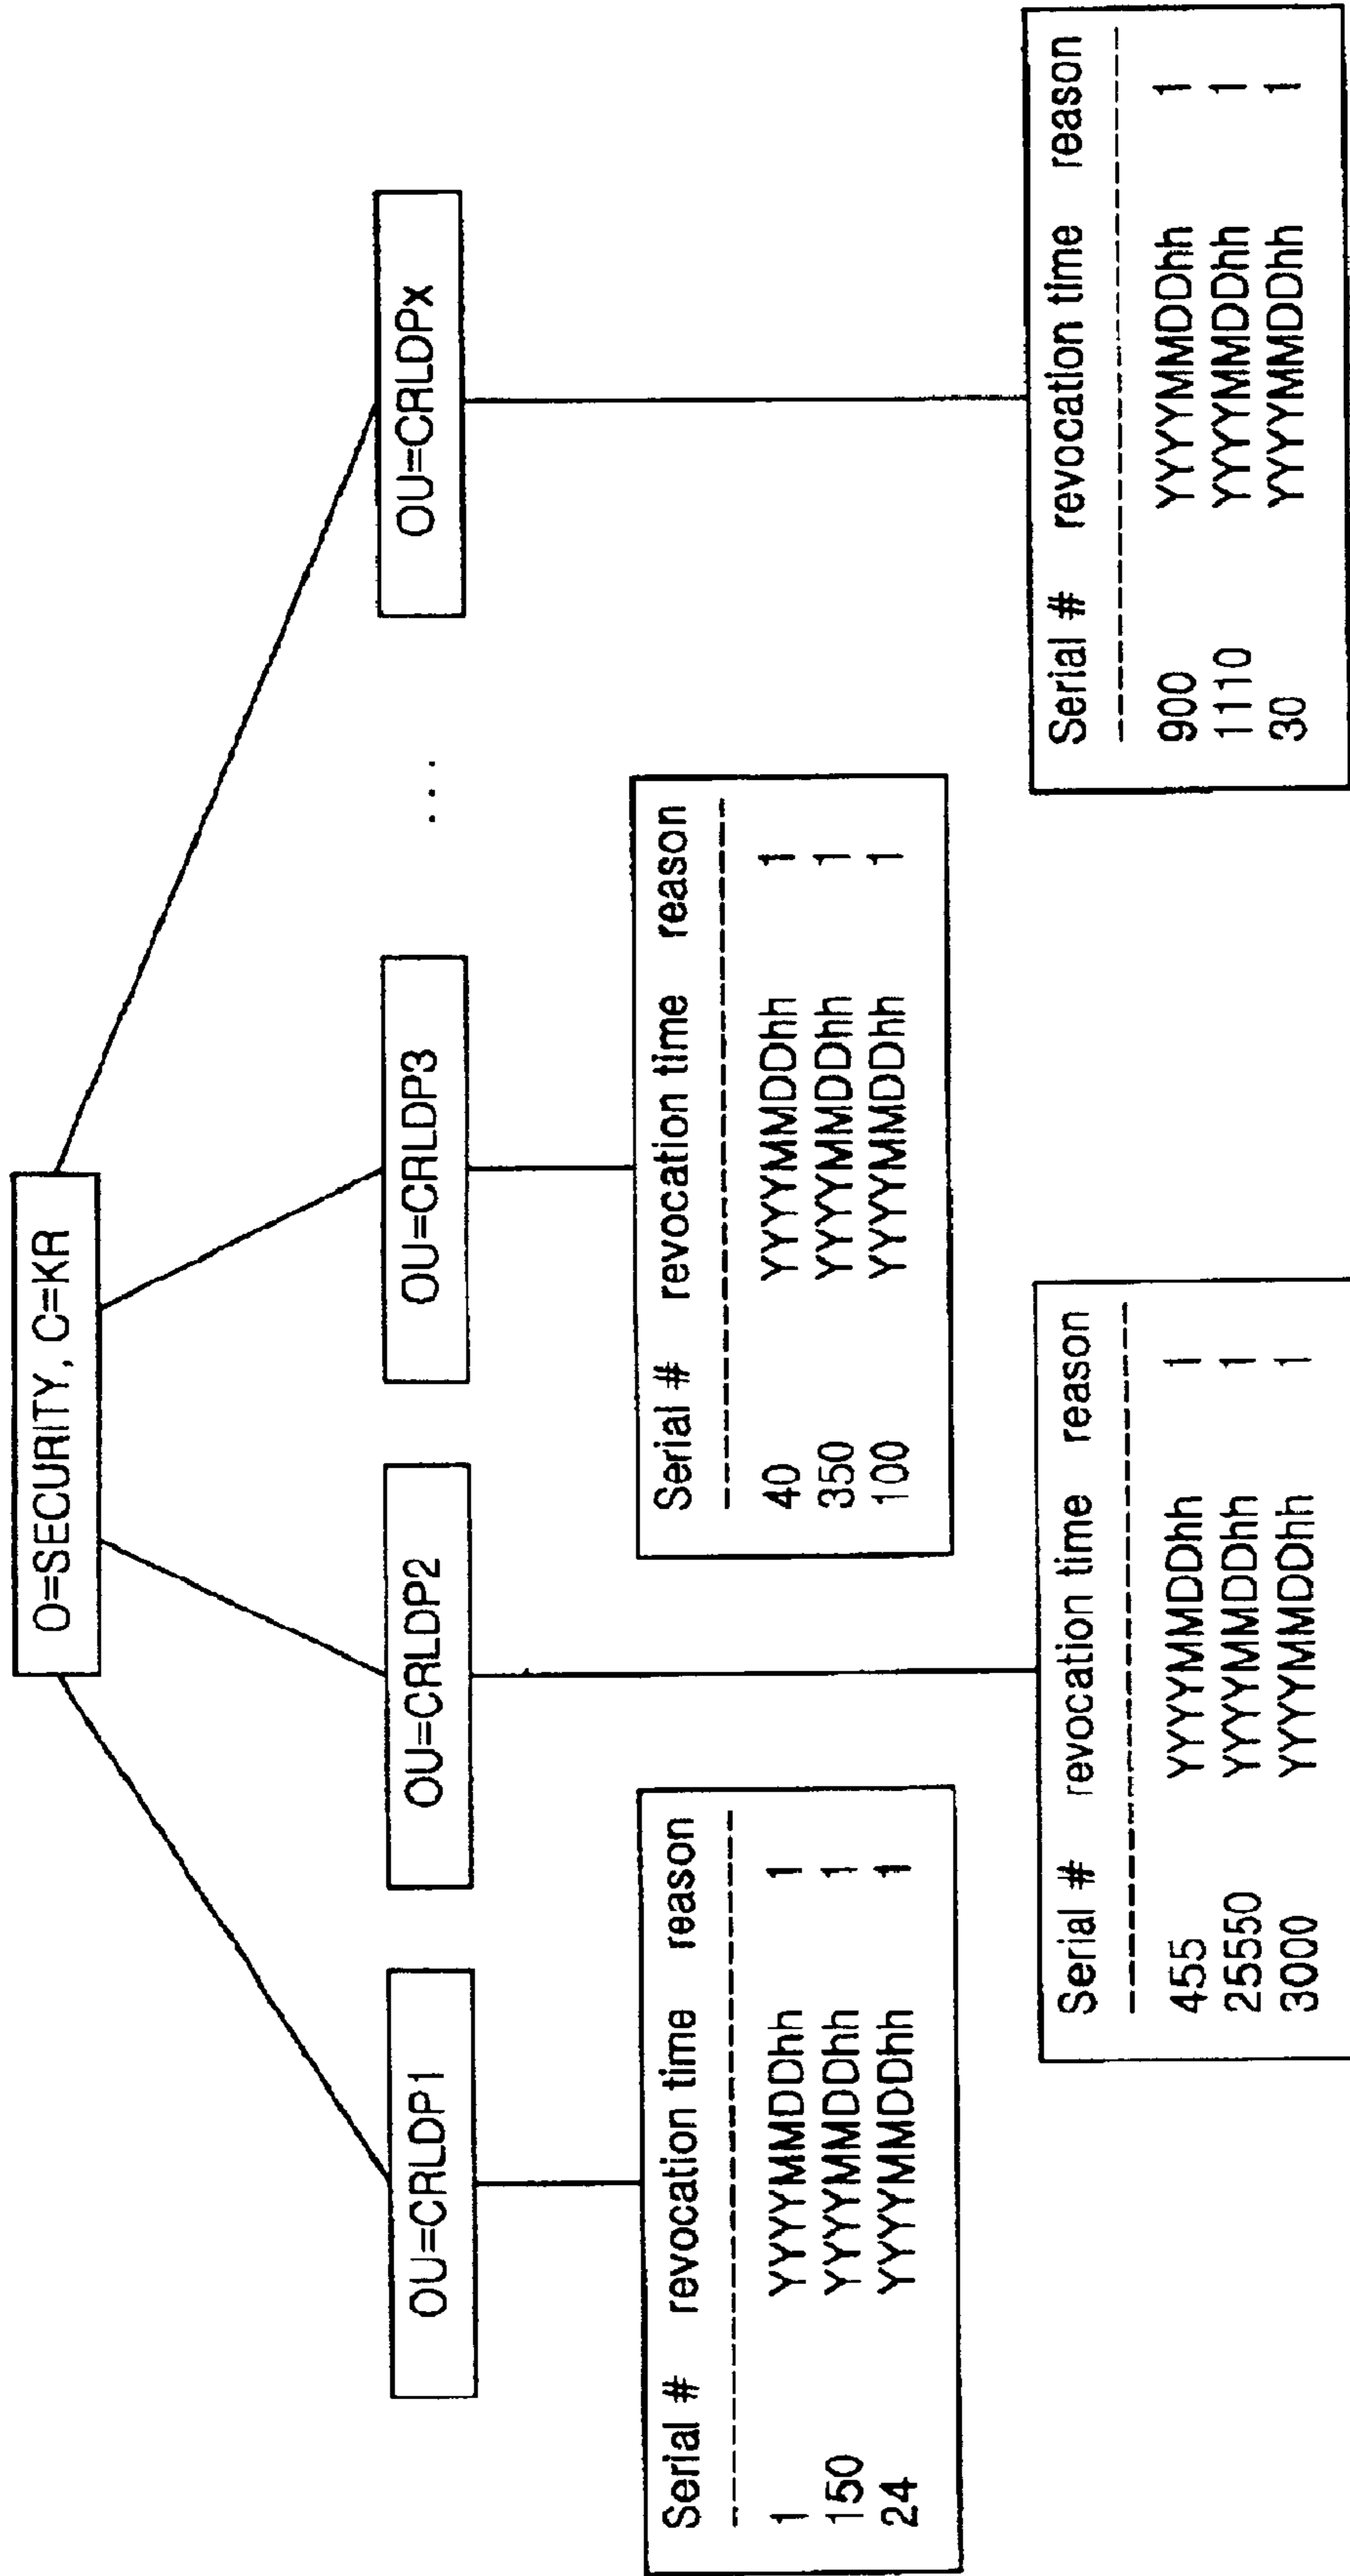 O=SECURITY, C=KR
OU=CRLDP1
OU=CRLDP2
OU=CRLDP3
...
OU=CRLDPx
Serial # revocation time reason
1 YYYYMMDDhh 1
150 YYYYMMDDhh 1
24 YYYYMMDDhh 1
Serial # revocation time reason
455 YYYYMMDDhh 1
25550 YYYYMMDDhh 1
3000 YYYYMMDDhh 1
Serial # revocation time reason
40 YYYYMMDDhh 1
350 YYYYMMDDhh 1
100 YYYYMMDDhh 1
Serial # revocation time reason
900 YYYYMMDDhh 1
1110 YYYYMMDDhh 1
30 YYYYMMDDhh 1